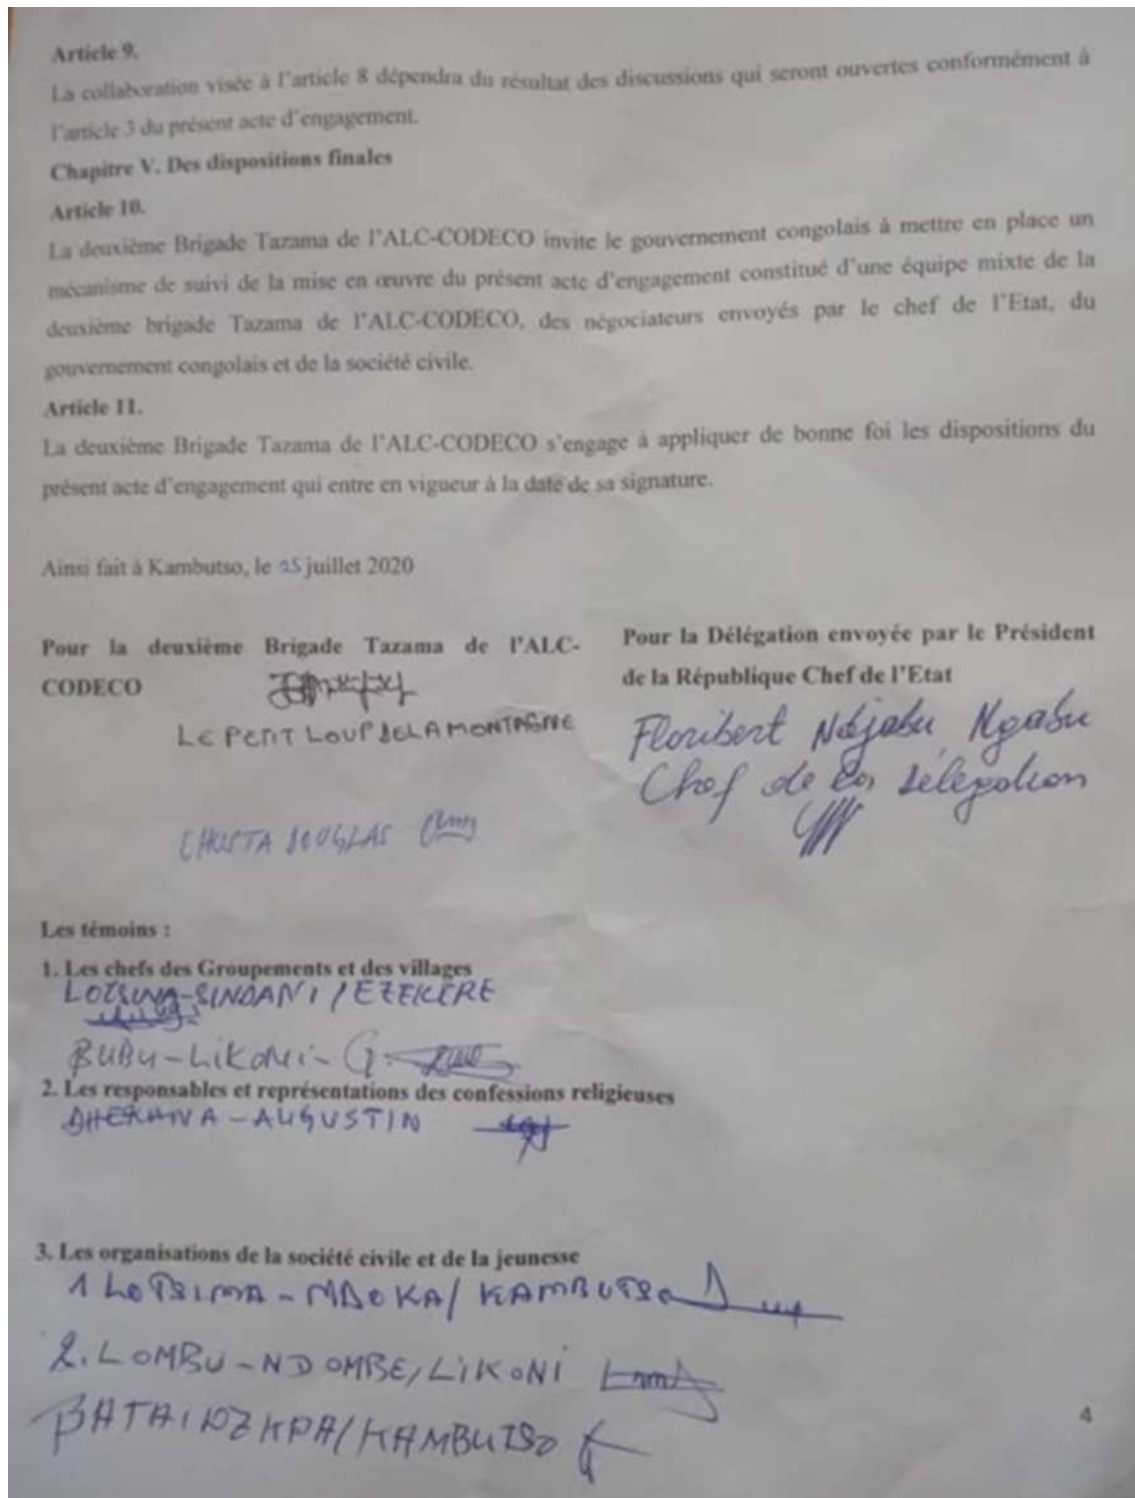 Article 9.
La collaboration visée à l'article 8 dépendra du résultat des discussions qui seront ouvertes conformément à
l'article 3 du présent acte d'engagement.
Chapitre V. Des dispositions finales
Article 10.
La deuxième Brigade Tazama de l'ALC-CODECO invite le gouvernement congolais à mettre en place un
mécanisme de suivi de la mise en œuvre du présent acte d'engagement constitué d'une équipe mixte de la
deuxième brigade Tazama de l'ALC-CODECO, des négociateurs envoyés par le chef de l'Etat, du
gouvernement congolais et de la société civile.
Article 11.
La deuxième Brigade Tazama de l'ALC-CODECO s'engage à appliquer de bonne foi les dispositions du
présent acte d'engagement qui entre en vigueur à la date de sa signature.
Ainsi fait à Kambutso, le 25 juillet 2020
Pour la deuxième Brigade Tazama de l'ALC-
CODECO
LE PETIT LOUP DE LA MONTAGNE
DOUGLAS
Pour la Délégation envoyée par le Président
de la République Chef de l'Etat
Floribert Ndjabu Ngabu
Chef de la délégation
Les témoins :
1. Les chefs des Groupements et des villages
SINDANI / EZEKERE
BUBU-LIKONI-G.
2. Les responsables et représentations des confessions religieuses
AUGUSTIN
3. Les organisations de la société civile et de la jeunesse
1 LOTSIMA - / KAMBUTSO
2. LOMBU-NDOMBE/LIKONI
/KAMBUTSO
4